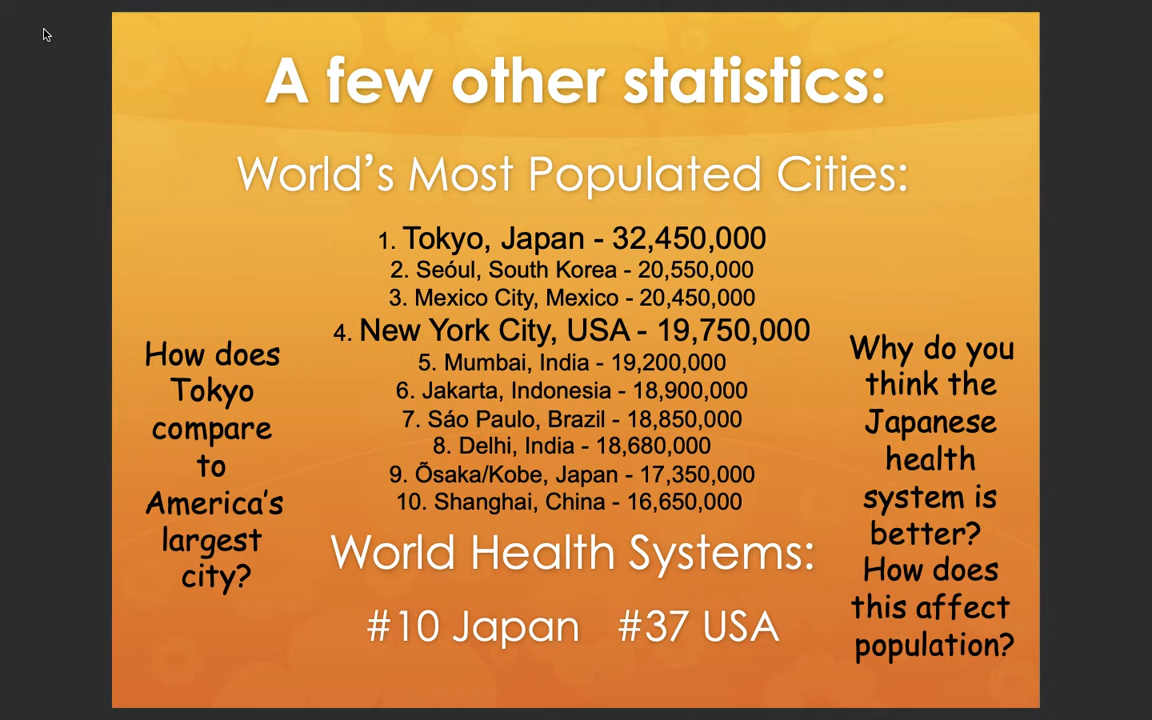 A few other statistics:
World's Most Populated Cities:
1. Tokyo, Japan - 32,450,000
2. Seóul, South Korea - 20,550,000
3. Mexico City, Mexico - 20,450,000
4. New York City, USA - 19,750,000
5. Mumbai, India - 19,200,000
6. Jakarta, Indonesia - 18,900,000
7. Sáo Paulo, Brazil - 18,850,000
8. Delhi, India - 18,680,000
9. Õsaka/Kobe, Japan - 17,350,000
10. Shanghai, China - 16,650,000
How does
Tokyo
compare
to
America's
largest
city?
Why do you
think the
Japanese
health
system is
better?
How does
this affect
population?
World Health Systems:
#10 Japan #37 USA